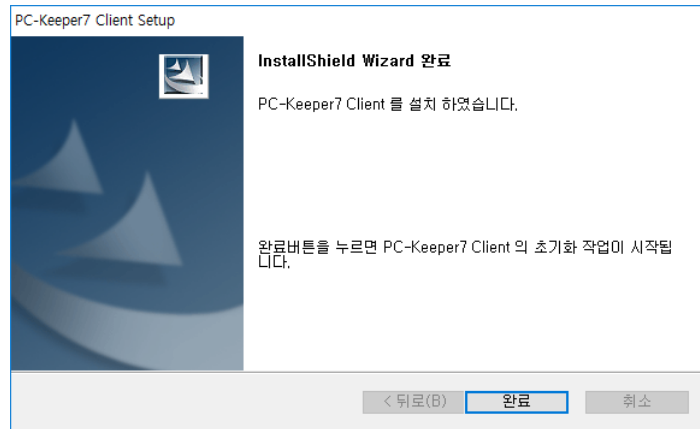 PC-Keeper7 Client Setup
InstallShield Wizard 완료
PC-Keeper7 Client 를 설치 하였습니다.
완료버튼을 누르면 PC-Keeper7 Client 의 초기화 작업이 시작됩
니다.
< 뒤로(B) 완료 취소